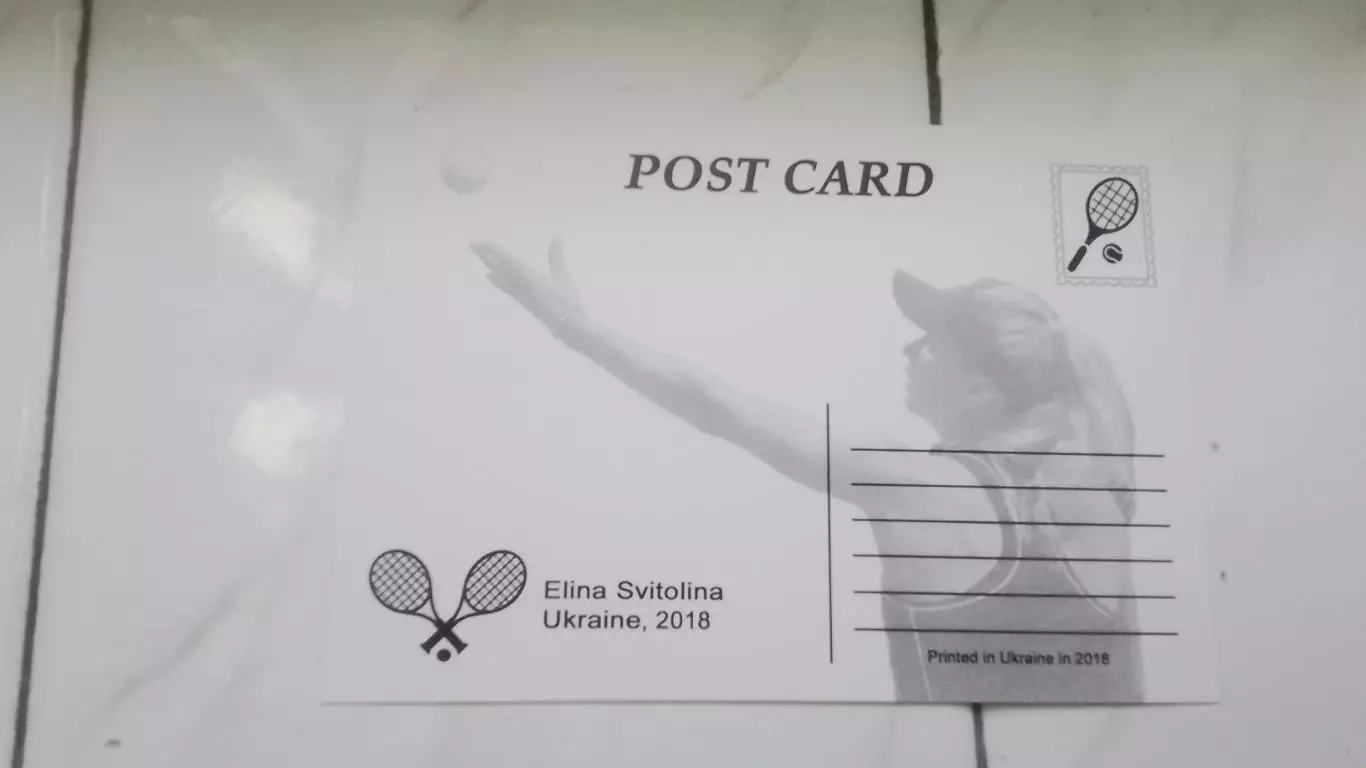 POST CARD
Elina Svitolina
Ukraine, 2018
Printed in Ukraine in 2018